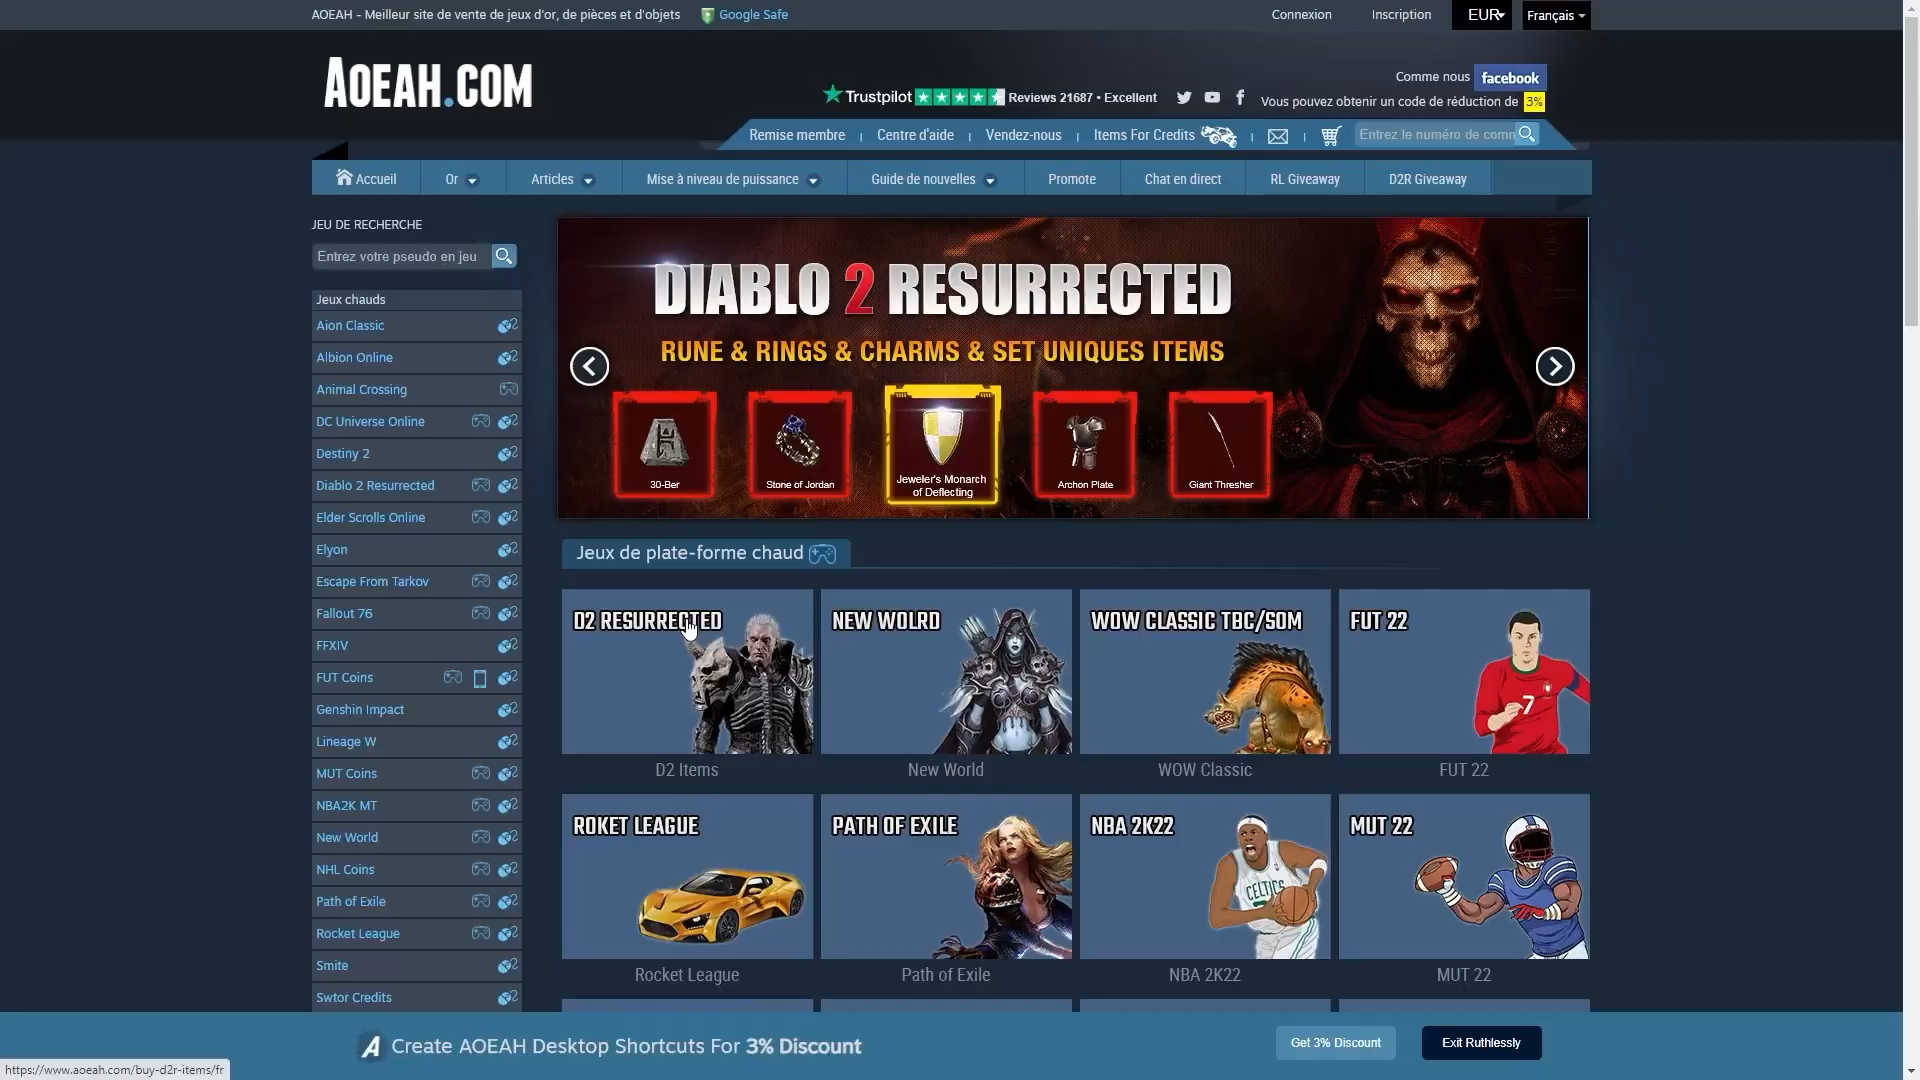 AOEAH - Meilleur site de vente de jeux d'or, de pièces et d'objets
Google Safe
Connexion
Inscription
EUR
Français
AOEAH.COM
Trustpilot
Reviews 21687 • Excellent
Comme nous
facebook
Vous pouvez obtenir un code de réduction de 3%
Remise membre
Centre d'aide
Vendez-nous
Items For Credits
Entrez le numéro de comn
Accueil
Or
Articles
Mise à niveau de puissance
Guide de nouvelles
Promote
Chat en direct
RL Giveaway
D2R Giveaway
JEU DE RECHERCHE
Entrez votre pseudo en jeu
Jeux chauds
Aion Classic
Albion Online
Animal Crossing
DC Universe Online
Destiny 2
Diablo 2 Resurrected
Elder Scrolls Online
Elyon
Escape From Tarkov
Fallout 76
FFXIV
FUT Coins
Genshin Impact
Lineage W
MUT Coins
NBA2K MT
New World
NHL Coins
Path of Exile
Rocket League
Smite
Swtor Credits
DIABLO 2 RESURRECTED
RUNE & RINGS & CHARMS & SET UNIQUES ITEMS
30-Ber
Stone of Jordan
Jeweler's Monarch
of Deflecting
Archon Plate
Giant Thresher
Jeux de plate-forme chaud
D2 RESURRECTED
NEW WOLRD
WOW CLASSIC TBC/SOM
FUT 22
7
D2 Items
New World
WOW Classic
FUT 22
ROKET LEAGUE
PATH OF EXILE
NBA 2K22
CELTICS
MUT 22
Rocket League
Path of Exile
NBA 2K22
MUT 22
A Create AOEAH Desktop Shortcuts For 3% Discount
Get 3% Discount
Exit Ruthlessly
https://www.aoeah.com/buy-d2r-items/fr